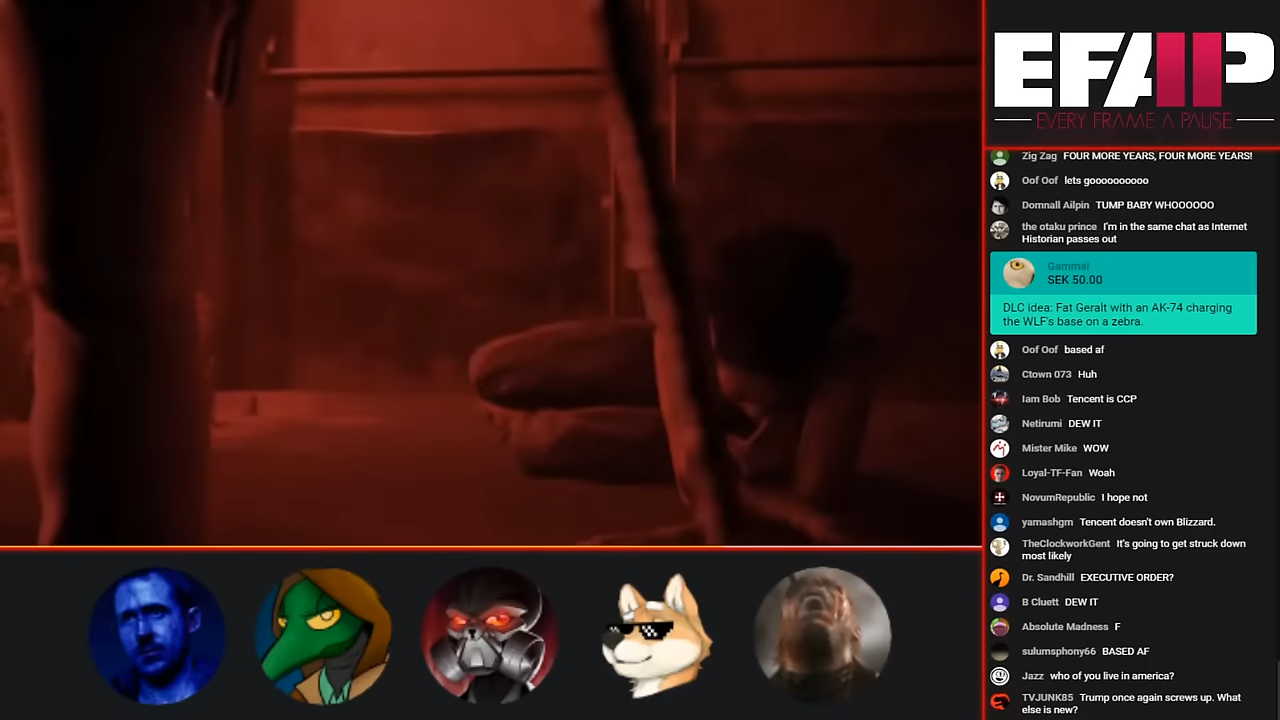 EFAP
EVERY FRAME A PAUSE
Zig Zag FOUR MORE YEARS, FOUR MORE YEARS!
Oof Oof lets goooooooooo
Domnall Ailpin TUMP BABY WHOOOOOO
the otaku prince I'm in the same chat as Internet
Historian passes out
Gammal
SEK 50.00
DLC idea: Fat Geralt with an AK-74 charging
the WLF's base on a zebra.
Oof Oof based af
Ctown 073 Huh
Iam Bob Tencent is CCP
Netirumi DEW IT
Mister Mike WOW
Loyal-TF-Fan Woah
NovumRepublic I hope not
yamashgm Tencent doesn't own Blizzard.
TheClockworkGent It's going to get struck down
most likely
Dr. Sandhill EXECUTIVE ORDER?
B Cluett DEW IT
Absolute Madness F
sulumsphony66 BASED AF
Jazz who of you live in america?
TVJUNK85 Trump once again screws up. What
else is new?